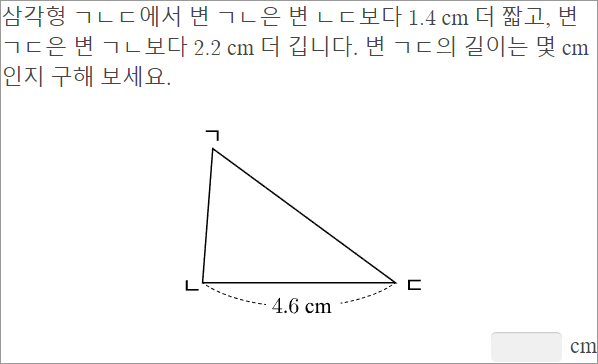 삼각형 ㄱㄴㄷ에서 변 ㄱㄴ은 변 ㄴㄷ보다 1.4 cm 더 짧고, 변
ㄱㄷ은 변 ㄱㄴ보다 2.2 cm 더 깁니다. 변 ㄱㄷ의 길이는 몇 cm
인지 구해 보세요.
ㄱ
ㄴ
ㄷ
4.6 cm
cm